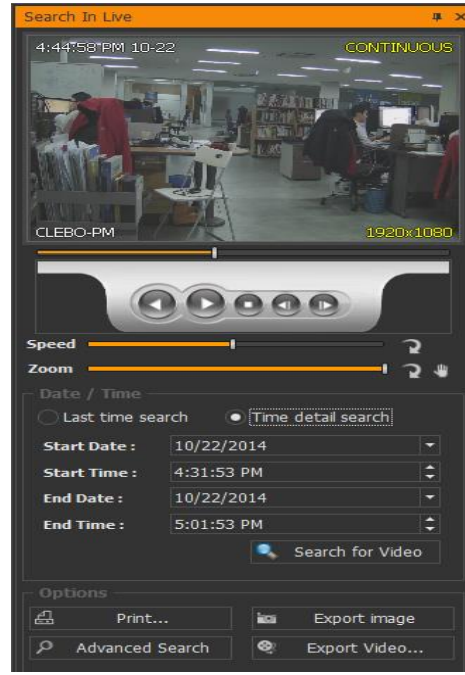 Search In Live
4:44:58 PM 10-22 CONTINUOUS
CLEBO-PM 1920x1080
Speed
Zoom
Date / Time
Last time search Time detail search
Start Date : 10/22/2014
Start Time : 4:31:53 PM
End Date : 10/22/2014
End Time : 5:01:53 PM
Search for Video
Options
Print... Export image
Advanced Search Export Video...